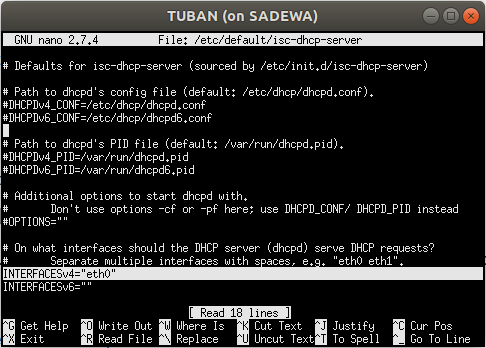 TUBAN (on SADEWA)
GNU nano 2.7.4 File: /etc/default/isc-dhcp-server
# Defaults for isc-dhcp-server (sourced by /etc/init.d/isc-dhcp-server)
# Path to dhcpd's config file (default: /etc/dhcp/dhcpd.conf).
#DHCPDv4_CONF=/etc/dhcp/dhcpd.conf
#DHCPDv6_CONF=/etc/dhcp/dhcpd6.conf
# Path to dhcpd's PID file (default: /var/run/dhcpd.pid).
#DHCPDv4_PID=/var/run/dhcpd.pid
#DHCPDv6_PID=/var/run/dhcpd6.pid
# Additional options to start dhcpd with.
# Don't use options -cf or -pf here; use DHCPD_CONF/ DHCPD_PID instead
#OPTIONS=""
# On what interfaces should the DHCP server (dhcpd) serve DHCP requests?
# Separate multiple interfaces with spaces, e.g. "eth0 eth1".
INTERFACESv4="eth0"
INTERFACESv6=""
[ Read 18 lines ]
^G Get Help ^O Write Out ^W Where Is ^K Cut Text ^J Justify ^C Cur Pos
^X Exit ^R Read File ^\ Replace ^U Uncut Text ^T To Spell ^_ Go To Line